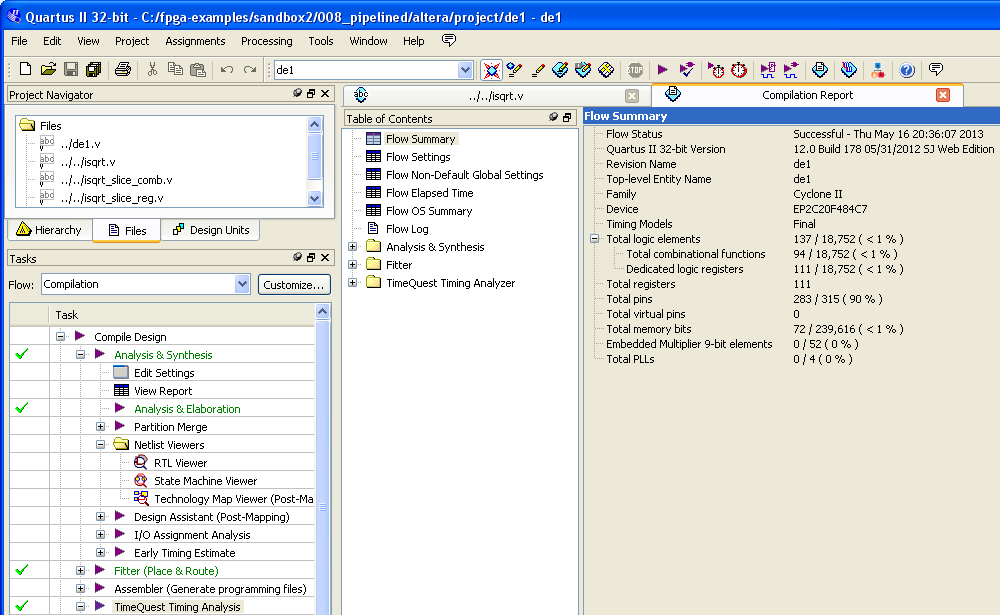 Quartus II 32-bit - C:/fpga-examples/sandbox2/008_pipelined/altera/project/de1 - de1
File Edit View Project Assignments Processing Tools Window Help
de1
STOP
Project Navigator
Files
abc ../de1.v
abc ../../isqrt.v
abc ../../isqrt_slice_comb.v
abc ../../isqrt_slice_reg.v
Hierarchy Files Design Units
Tasks
Flow: Compilation Customize...
Task
Compile Design
Analysis & Synthesis
Edit Settings
View Report
Analysis & Elaboration
Partition Merge
Netlist Viewers
RTL Viewer
State Machine Viewer
Technology Map Viewer (Post-Ma
Design Assistant (Post-Mapping)
I/O Assignment Analysis
Early Timing Estimate
Fitter (Place & Route)
Assembler (Generate programming files)
TimeQuest Timing Analysis
abc ../../isqrt.v
Compilation Report
Table of Contents
Flow Summary
Flow Settings
Flow Non-Default Global Settings
Flow Elapsed Time
Flow OS Summary
Flow Log
Analysis & Synthesis
Fitter
TimeQuest Timing Analyzer
Flow Summary
Flow Status Successful - Thu May 16 20:36:07 2013
Quartus II 32-bit Version 12.0 Build 178 05/31/2012 SJ Web Edition
Revision Name de1
Top-level Entity Name de1
Family Cyclone II
Device EP2C20F484C7
Timing Models Final
Total logic elements 137 / 18,752 ( < 1 % )
Total combinational functions 94 / 18,752 ( < 1 % )
Dedicated logic registers 111 / 18,752 ( < 1 % )
Total registers 111
Total pins 283 / 315 ( 90 % )
Total virtual pins 0
Total memory bits 72 / 239,616 ( < 1 % )
Embedded Multiplier 9-bit elements 0 / 52 ( 0 % )
Total PLLs 0 / 4 ( 0 % )